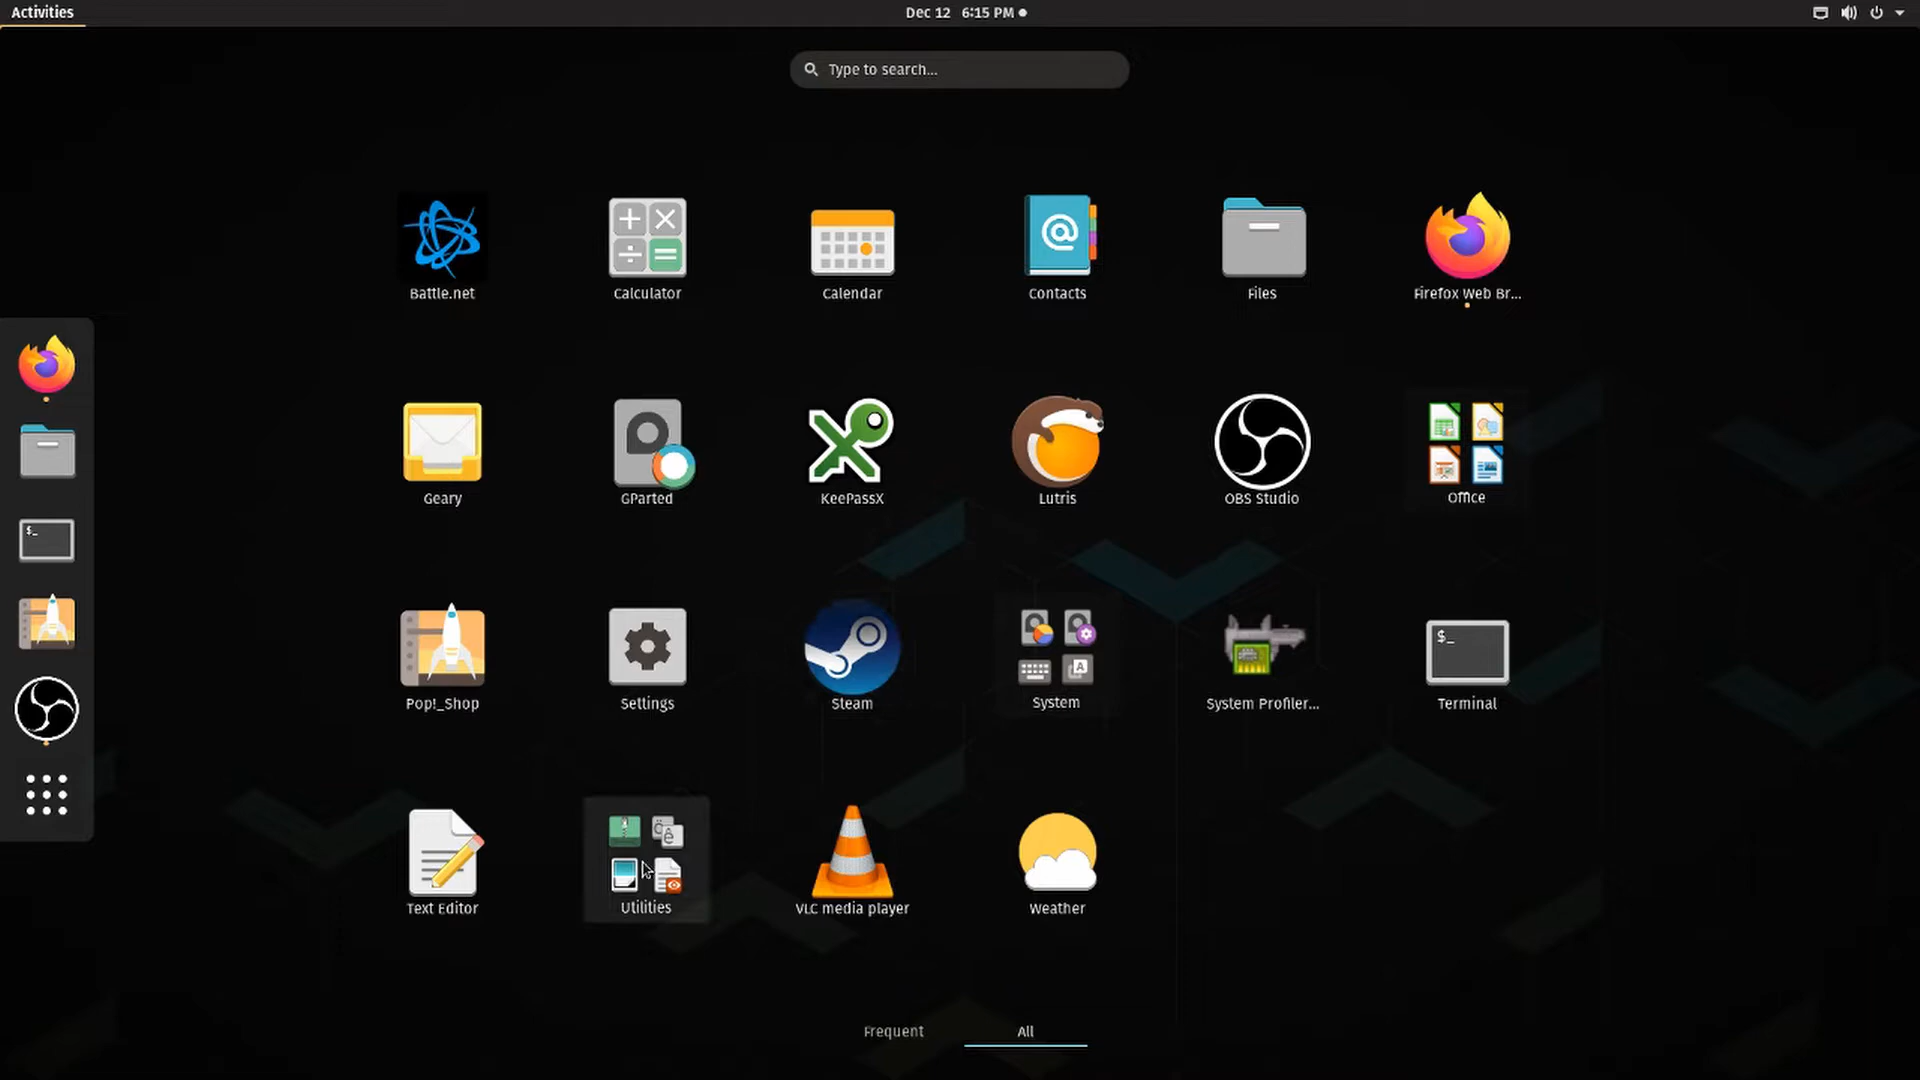 Activities
Dec 12 6:15 PM
Type to search...
Battle.net
Calculator
Calendar
Contacts
Files
Firefox Web Br...
Geary
GParted
KeePassX
Lutris
OBS Studio
Office
Pop!_Shop
Settings
Steam
System
System Profiler...
Terminal
Text Editor
Utilities
VLC media player
Weather
Frequent
All